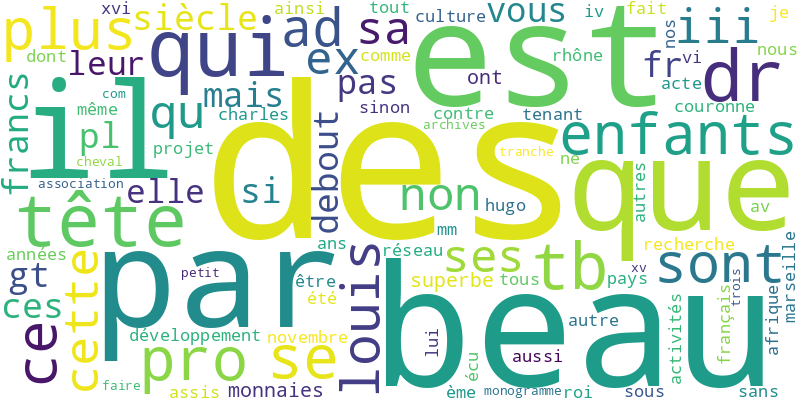 xvi
siècle
ainsi
tout
culture
vous
iv
fait
je
plus
qui
ad
sa
est
iii
nos
nous
dont
leur
ex
comme
ont
rhône
fr
vi
dr
francs
il
qu
mais
pas
sinon
contre
tenant
acte
couronne
com
même
pl
charles
archives
des
enfants
projet
cheval
debout
tranche
ne
que
association
elle
si
non
hugo
autres
av
tête
mm
années
gt
cette
par
ans
réseau
ses
tb
recherche
sont
marseille
petit
louis
être
superbe
tous
pays
xv
trois
ces
été
beau
ce
développement
novembre
lui
autre
activités
français
afrique
pro
se
écu
aussi
faire
assis
monnaies
ème
monogramme
roi
sous
sans